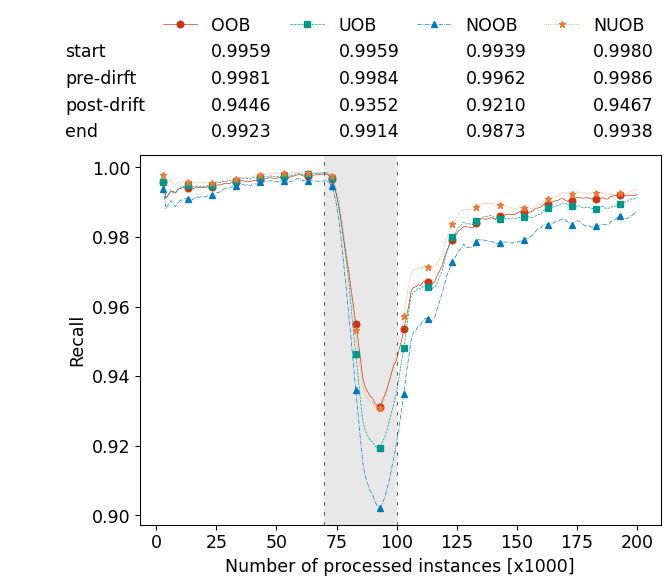 OOB UOB NOOB NUOB
start 0.9959 0.9959 0.9939 0.9980
pre-dirft 0.9981 0.9984 0.9962 0.9986
post-drift 0.9446 0.9352 0.9210 0.9467
end 0.9923 0.9914 0.9873 0.9938
1.00
0.98
0.96
0.94
0.92
0.90
Recall
0 25 50 75 100 125 150 175 200
Number of processed instances [x1000]